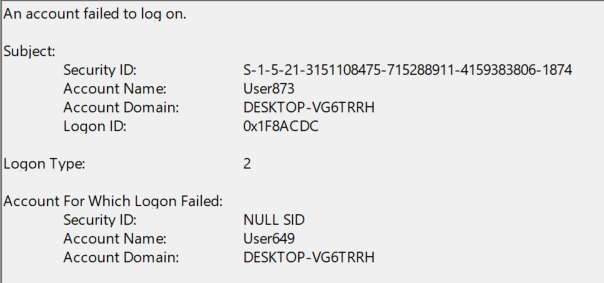 An account failed to log on.
Subject:
Security ID: S-1-5-21-3151108475-715288911-4159383806-1874
Account Name: User873
Account Domain: DESKTOP-VG6TRRH
Logon ID: 0x1F8ACDC
Logon Type: 2
Account For Which Logon Failed:
Security ID: NULL SID
Account Name: User649
Account Domain: DESKTOP-VG6TRRH